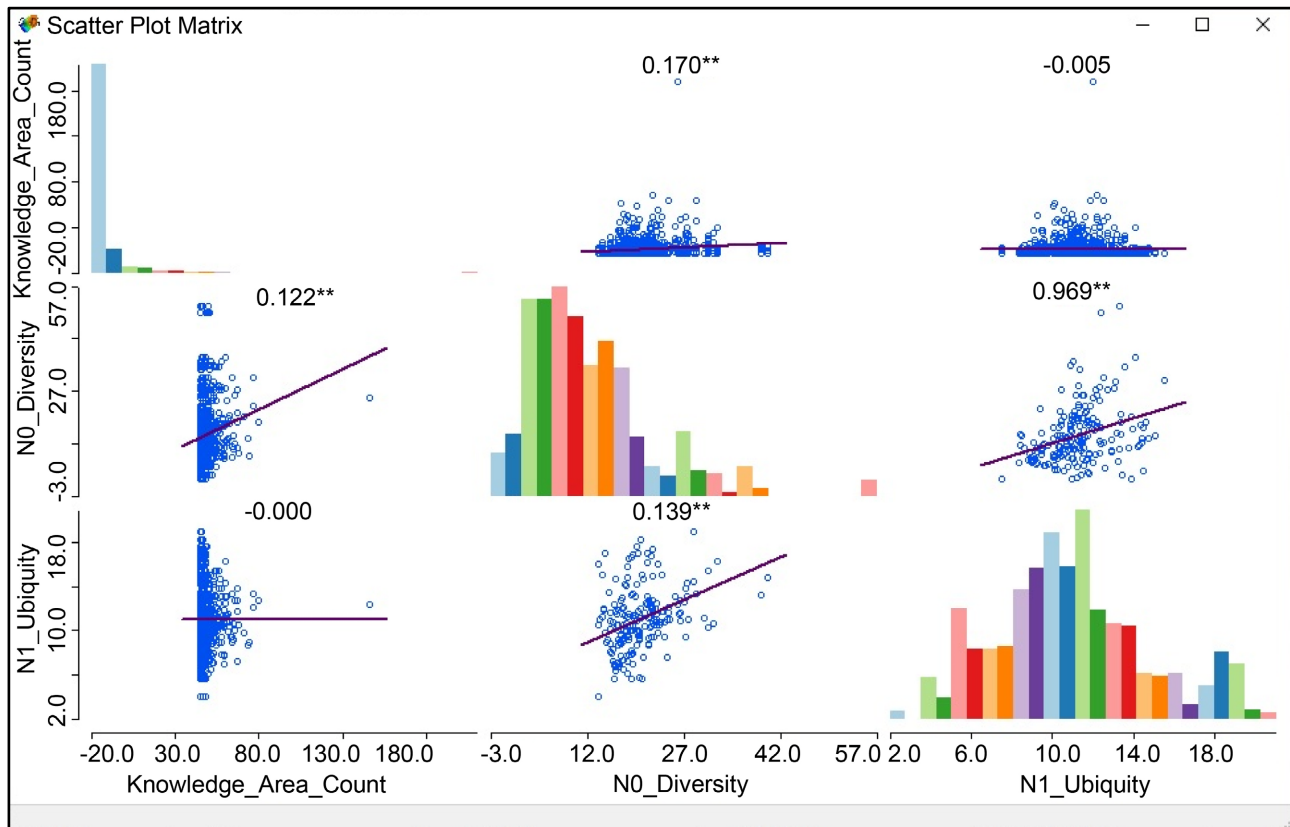 Scatter Plot Matrix
Knowledge_Area_Count
-20.0 80.0 180.0
0.170**
-0.005
N0_Diversity
-3.0 27.0 57.0
0.122**
0.969**
N1_Ubiquity
2.0 10.0 18.0
-0.000
0.139**
-20.0 30.0 80.0 130.0 180.0 -3.0 12.0 27.0 42.0 57.0 2.0 6.0 10.0 14.0 18.0
Knowledge_Area_Count N0_Diversity N1_Ubiquity